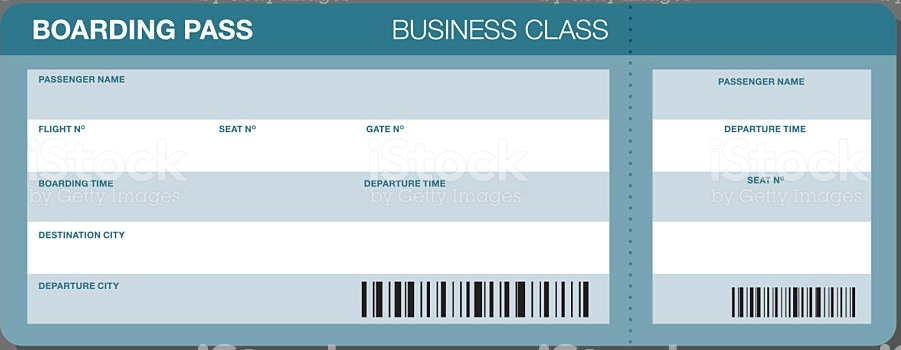 BOARDING PASS BUSINESS CLASS
PASSENGER NAME
FLIGHT Nº SEAT Nº GATE Nº
BOARDING TIME DEPARTURE TIME
DESTINATION CITY
DEPARTURE CITY
PASSENGER NAME
DEPARTURE TIME
SEAT Nº
iStock
by Getty Images
iStock
by Getty Images
iStock
by Getty Images